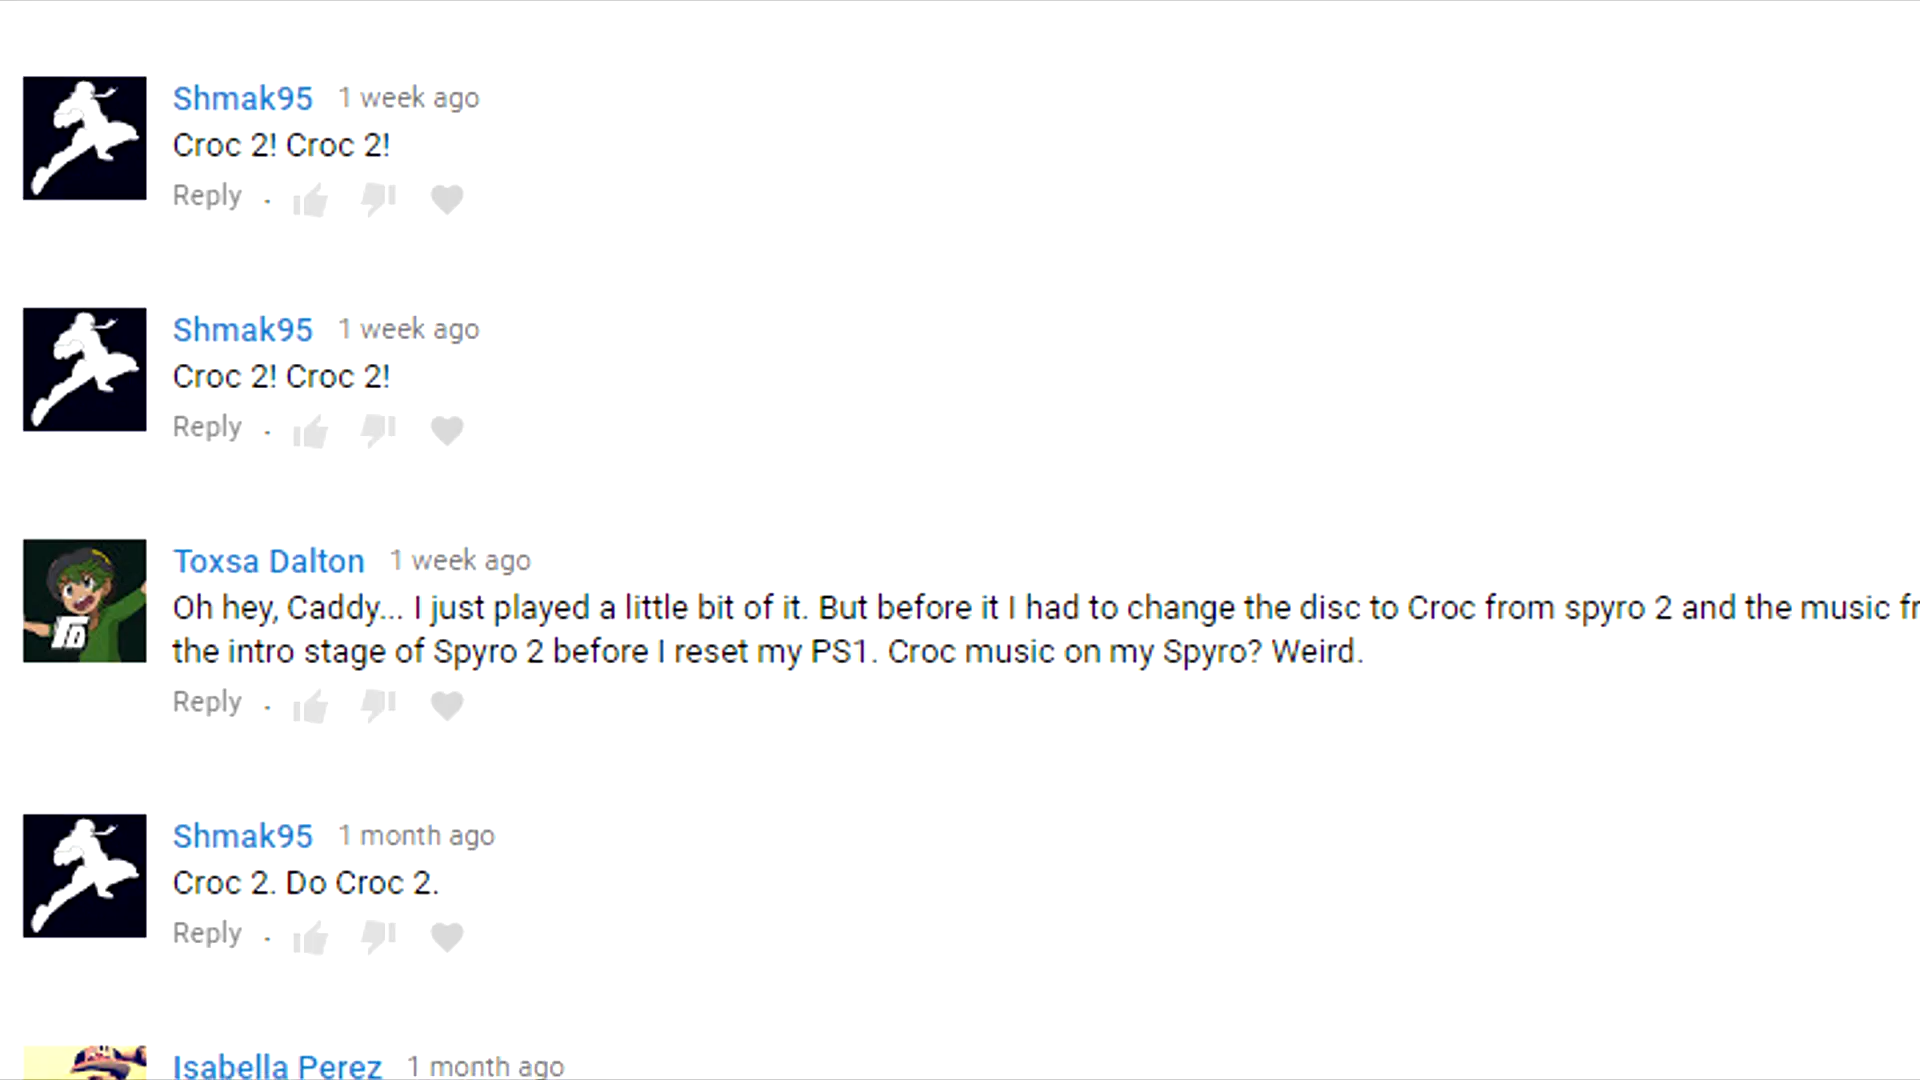 Shmak95 1 week ago
Croc 2! Croc 2!
Reply .
Shmak95 1 week ago
Croc 2! Croc 2!
Reply .
Toxsa Dalton 1 week ago
Oh hey, Caddy... I just played a little bit of it. But before it I had to change the disc to Croc from spyro 2 and the music fr
the intro stage of Spyro 2 before I reset my PS1. Croc music on my Spyro? Weird.
Reply .
Shmak95 1 month ago
Croc 2. Do Croc 2.
Reply .
Isabella Perez 1 month ago